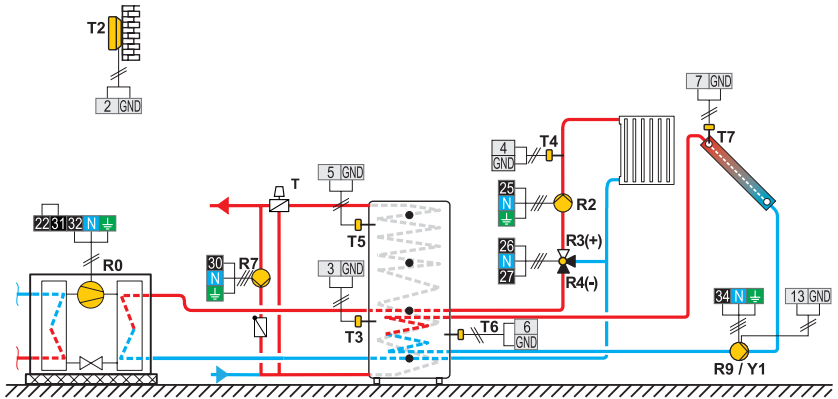 T2
2 GND
7 GND
T7
4
GND
T4
5 GND
T
25
N
R2
T5
22 31 32 N
R0
30
N
R7
3 GND
T3
26
N
27
R3(+)
R4(-)
T6
6
GND
34 N
13 GND
R9 / Y1